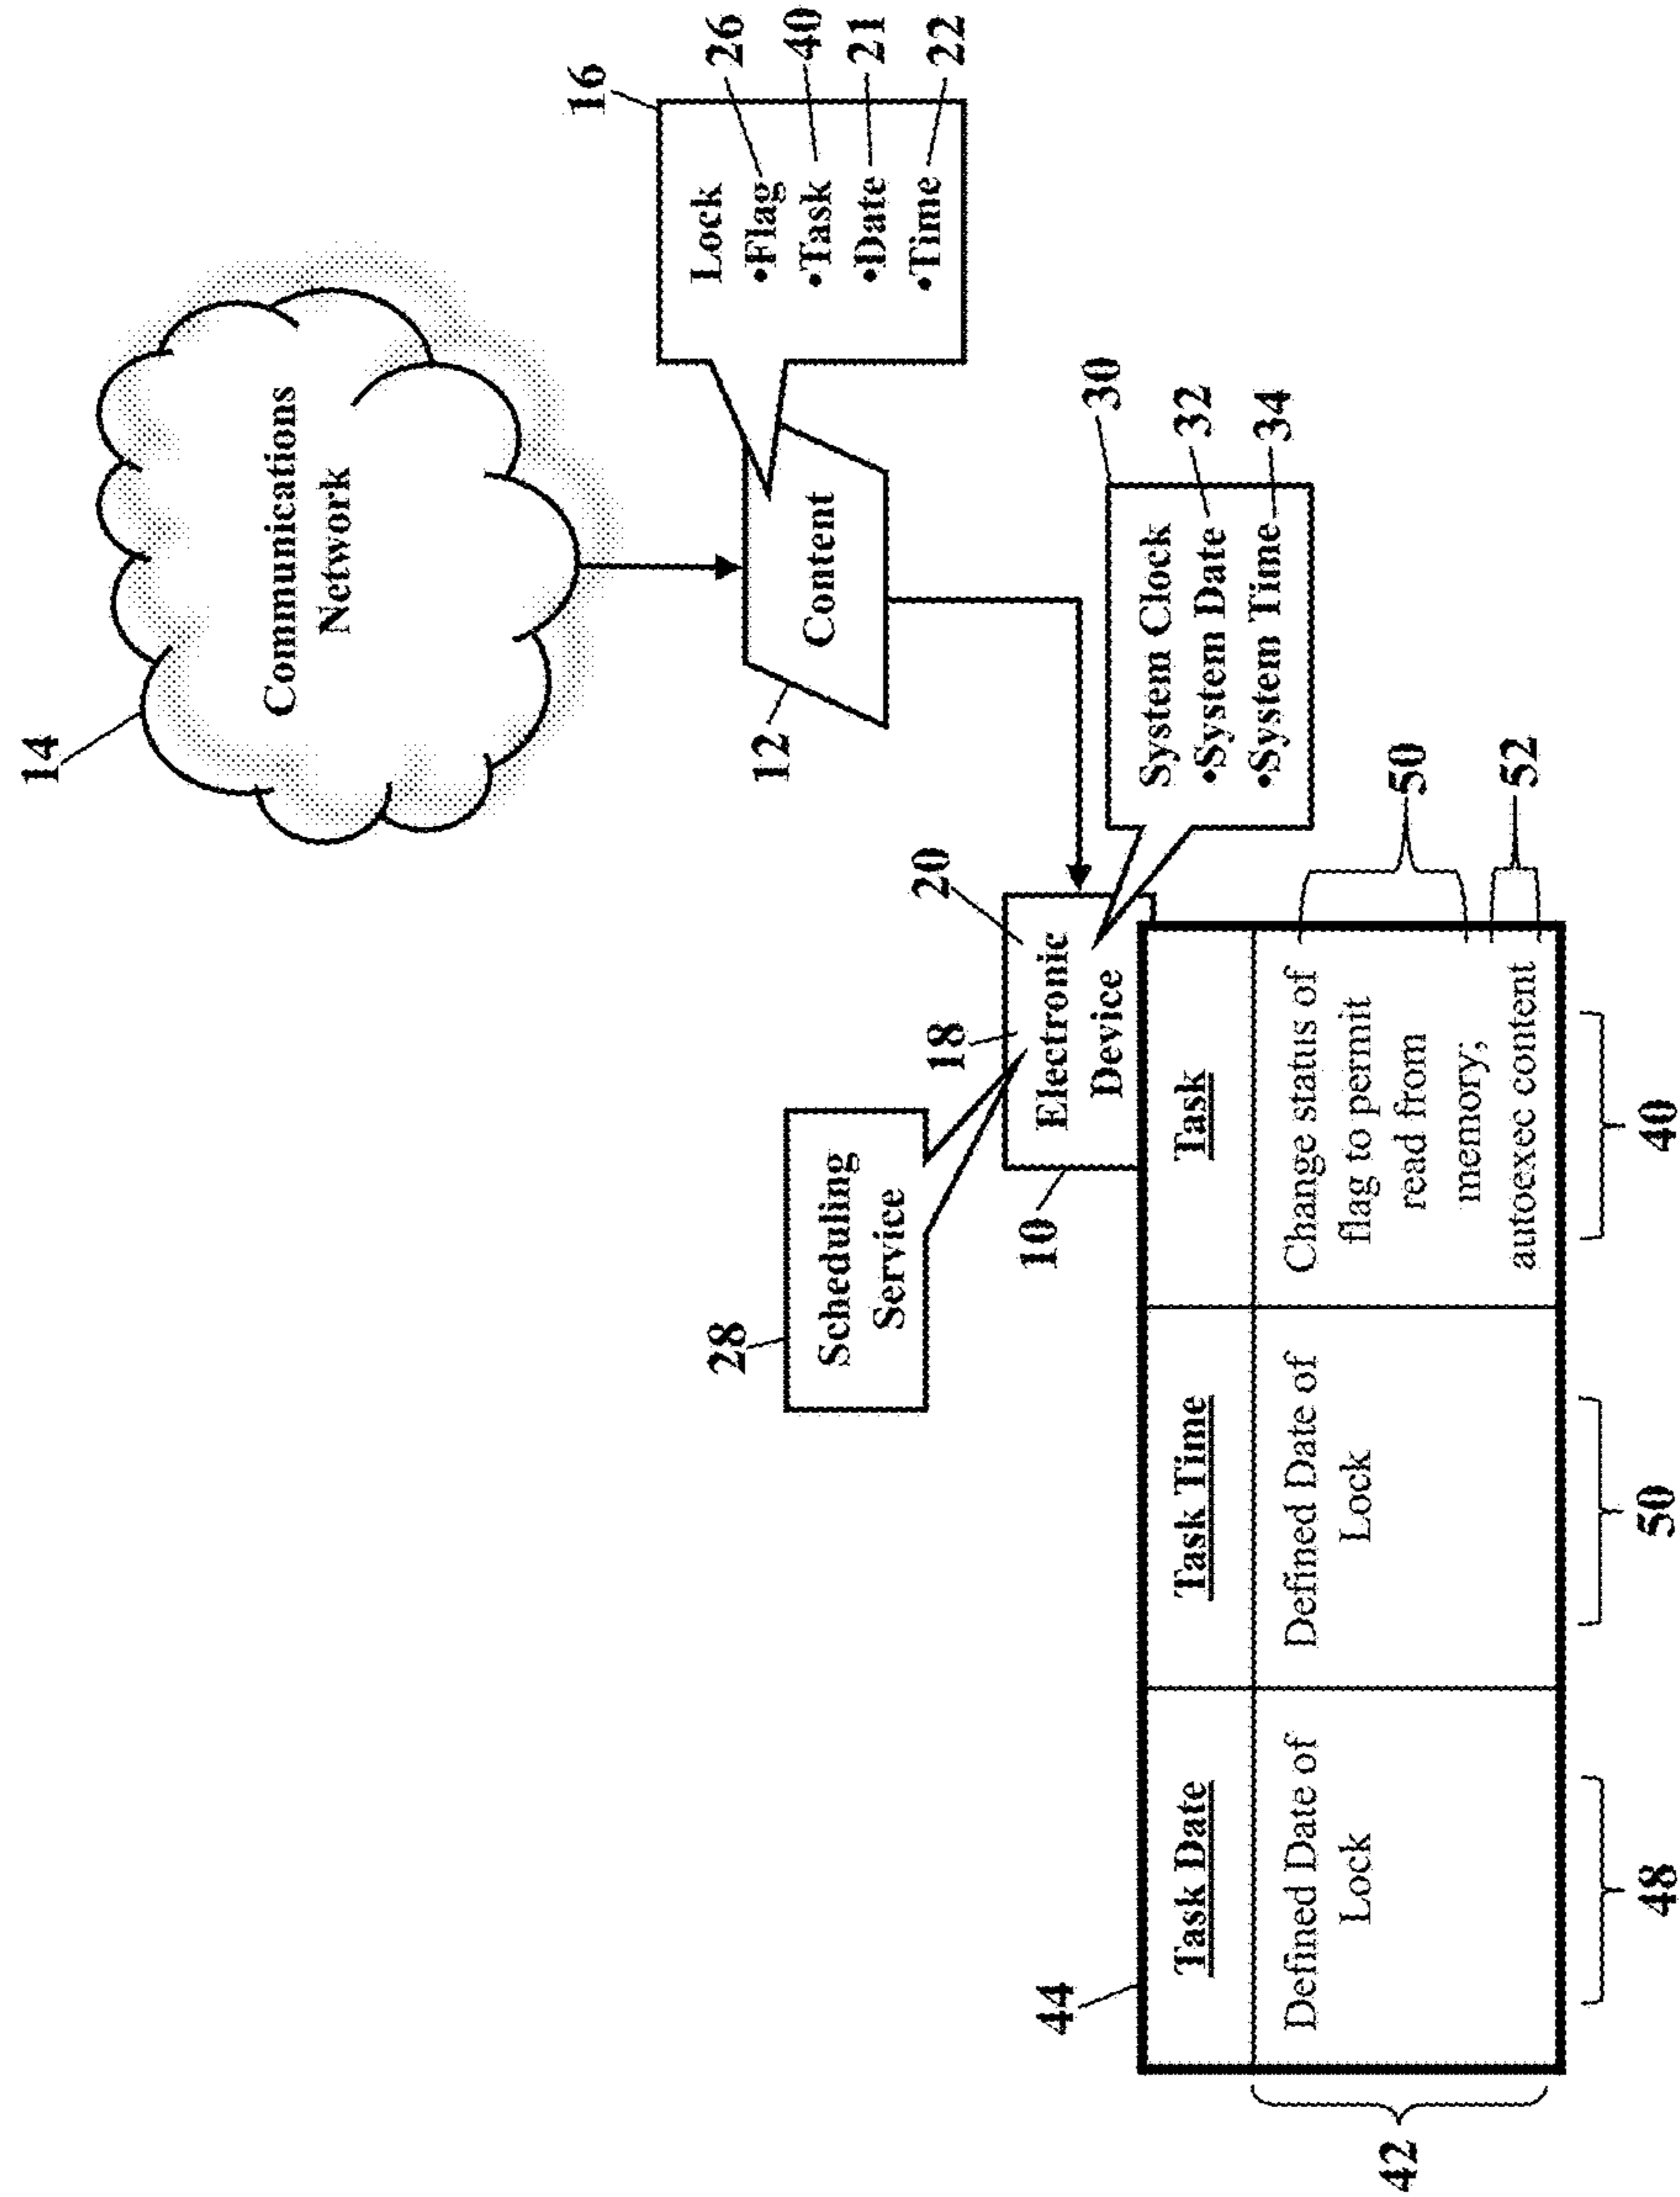 14
Communications
Network
16
Lock
•Flag
•Task
•Date
•Time
26
40
21
22
12
Content
30
System Clock
•System Date
•System Time
32
34
28
Scheduling
Service
18
20
Electronic
Device
10
44
Task Date
Task Time
Task
Defined Date of
Lock
Defined Date of
Lock
Change status of
flag to permit
read from
memory;
autoexec content
50
52
42
48
50
40